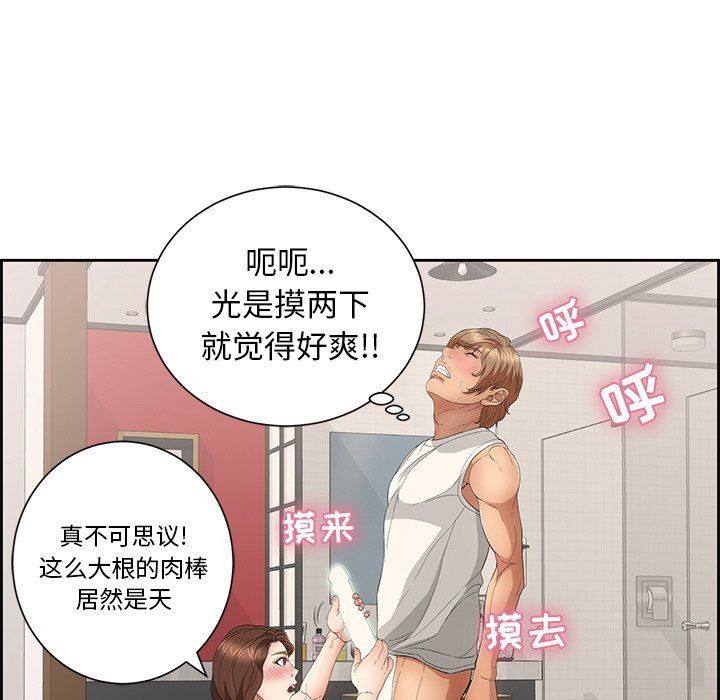 呃呃…
光是摸两下
就觉得好爽!!
呼
呼
摸来
真不可思议!
这么大根的肉棒
居然是天
摸去